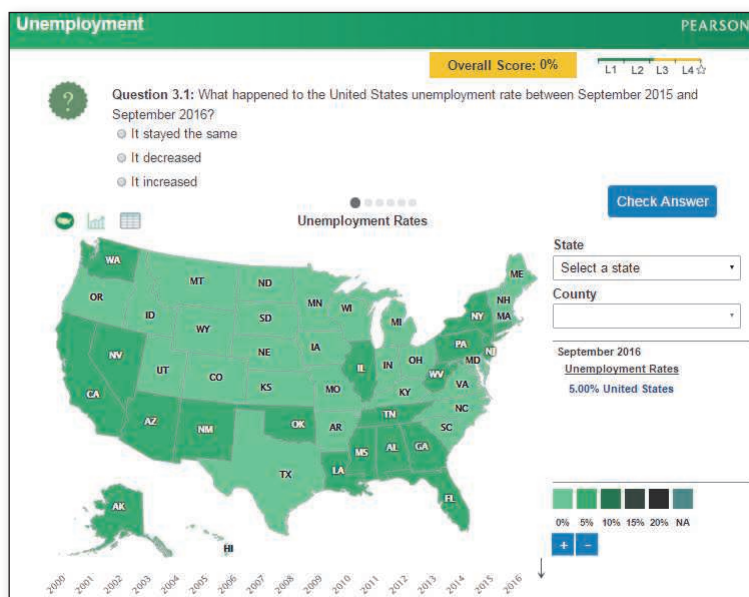 Unemployment
PEARSON
Overall Score: 0%
L1 L2 L3 L4
?
Question 3.1: What happened to the United States unemployment rate between September 2015 and
September 2016?
It stayed the same
It decreased
It increased
Check Answer
Unemployment Rates
State
Select a state
County
September 2016
Unemployment Rates
5.00% United States
WA
MT
ND
MN
ME
OR
ID
SD
WI
NH
WY
MI
NY
MA
NE
IA
PA
NV
UT
CO
IL
IN
OH
NJ
MD
CA
KS
MO
WV
VA
KY
NC
AZ
NM
OK
AR
TN
SC
TX
MS
AL
GA
LA
AK
FL
HI
0% 5% 10% 15% 20% NA
+ −
2000 2001 2002 2003 2004 2005 2006 2007 2008 2009 2010 2011 2012 2013 2014 2015 2016